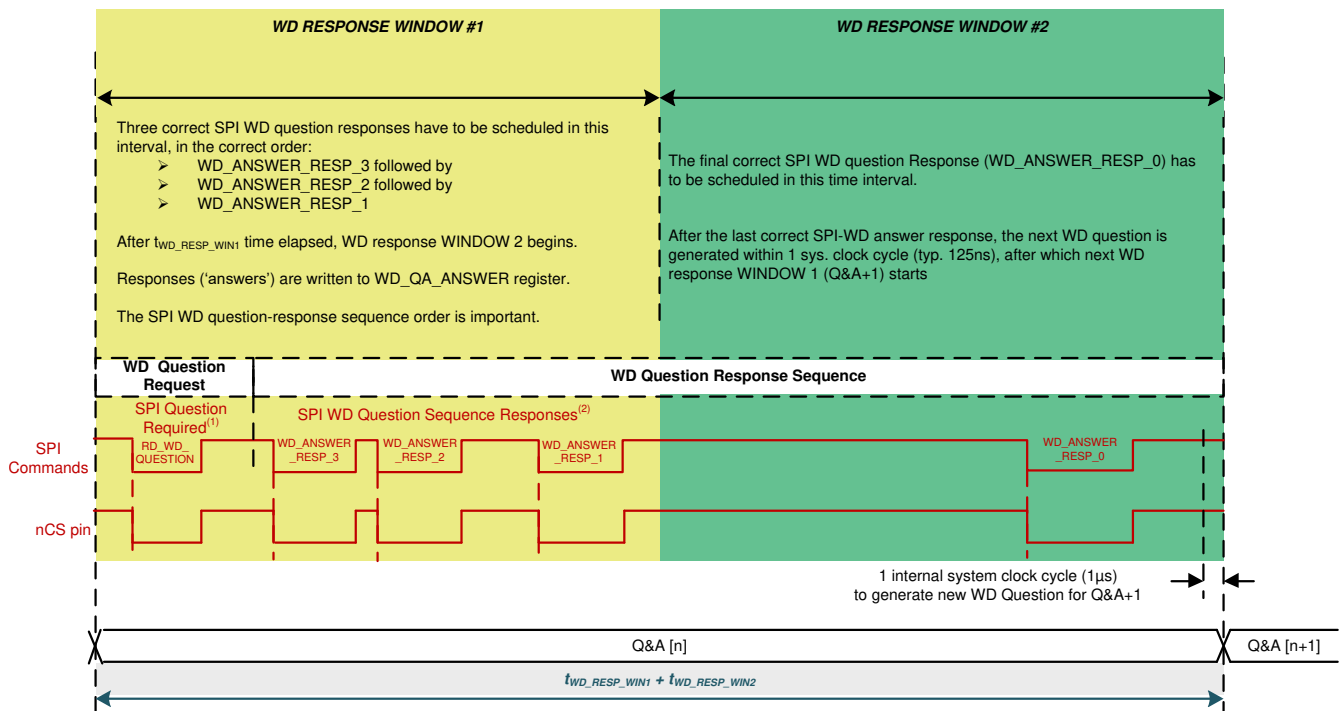 WD RESPONSE WINDOW #1
WD RESPONSE WINDOW #2
Three correct SPI WD question responses have to be scheduled in this
interval, in the correct order:
➢ WD_ANSWER_RESP_3 followed by
➢ WD_ANSWER_RESP_2 followed by
➢ WD_ANSWER_RESP_1
After tWD_RESP_WIN1 time elapsed, WD response WINDOW 2 begins.
Responses (‘answers’) are written to WD_QA_ANSWER register.
The SPI WD question-response sequence order is important.
The final correct SPI WD question Response (WD_ANSWER_RESP_0) has
to be scheduled in this time interval.
After the last correct SPI-WD answer response, the next WD question is
generated within 1 sys. clock cycle (typ. 125ns), after which next WD
response WINDOW 1 (Q&A+1) starts
WD Question
Request
WD Question Response Sequence
SPI Question
Required(1)
SPI WD Question Sequence Responses(2)
SPI
Commands
RD_WD_
QUESTION
WD_ANSWER
_RESP_3
WD_ANSWER
_RESP_2
WD_ANSWER
_RESP_1
WD_ANSWER
_RESP_0
nCS pin
1 internal system clock cycle (1µs)
to generate new WD Question for Q&A+1
Q&A [n]
Q&A [n+1]
tWD_RESP_WIN1 + tWD_RESP_WIN2